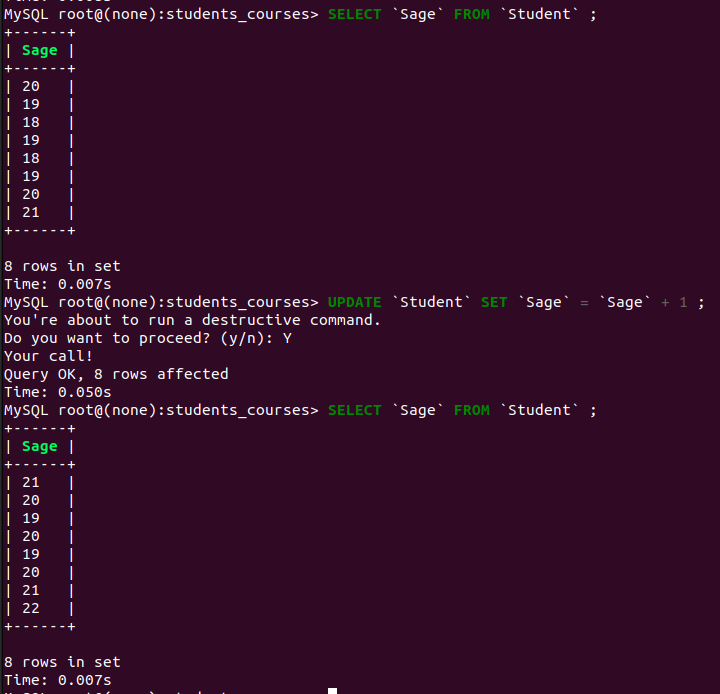 MySQL root@(none):students_courses> SELECT `Sage` FROM `Student` ;
+------+
| Sage |
+------+
| 20   |
| 19   |
| 18   |
| 19   |
| 18   |
| 19   |
| 20   |
| 21   |
+------+
8 rows in set
Time: 0.007s
MySQL root@(none):students_courses> UPDATE `Student` SET `Sage` = `Sage` + 1 ;
You're about to run a destructive command.
Do you want to proceed? (y/n): Y
Your call!
Query OK, 8 rows affected
Time: 0.050s
MySQL root@(none):students_courses> SELECT `Sage` FROM `Student` ;
+------+
| Sage |
+------+
| 21   |
| 20   |
| 19   |
| 20   |
| 19   |
| 20   |
| 21   |
| 22   |
+------+
8 rows in set
Time: 0.007s